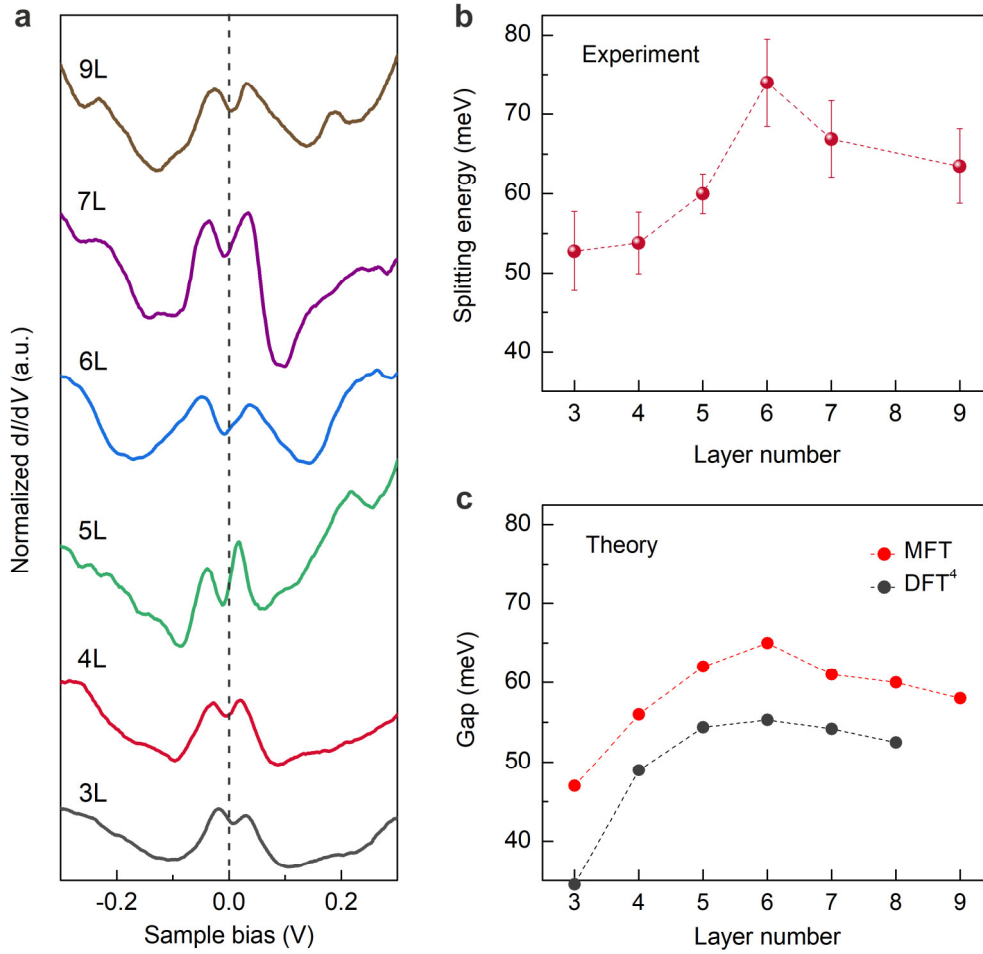 a
9L
7L
6L
5L
4L
3L
Normalized dI/dV (a.u.)
-0.2
0.0
0.2
Sample bias (V)
b
Experiment
80
70
60
50
40
Splitting energy (meV)
3
4
5
6
7
8
9
Layer number
c
Theory
MFT
DFT⁴
80
70
60
50
40
Gap (meV)
3
4
5
6
7
8
9
Layer number